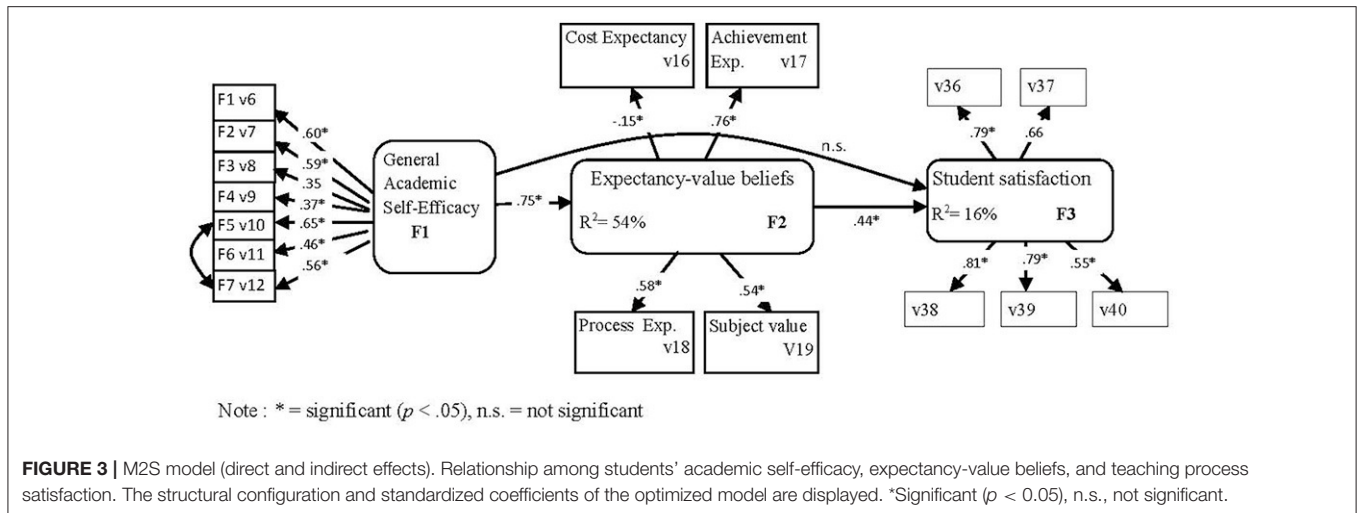 Cost Expectancy
v16
Achievement
Exp. v17
v36
v37
F1 v6
F2 v7
F3 v8
F4 v9
F5 v10
F6 v11
F7 v12
.60*
.59*
.35
.37*
.65*
.46*
.56*
General
Academic
Self-Efficacy
F1
.75*
-.15*
.76*
n.s.
Expectancy-value beliefs
R²= 54% F2
.44*
.79*
.66
Student satisfaction
R²= 16% F3
.58*
.54*
.81*
.79*
.55*
Process Exp.
v18
Subject value
V19
v38
v39
v40
Note : * = significant (p < .05), n.s. = not significant
FIGURE 3 | M2S model (direct and indirect effects). Relationship among students' academic self-efficacy, expectancy-value beliefs, and teaching process
satisfaction. The structural configuration and standardized coefficients of the optimized model are displayed. *Significant (p < 0.05), n.s., not significant.